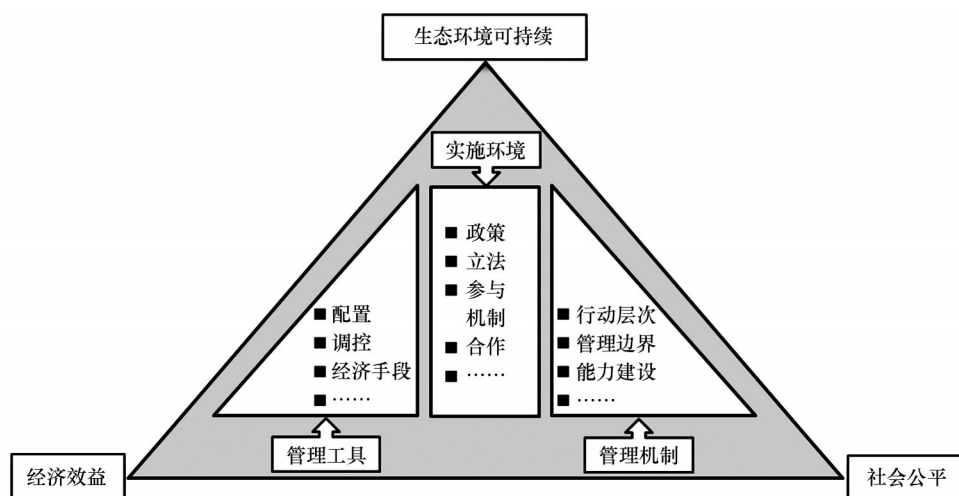 生态环境可持续
实施环境
■ 政策
■ 立法
■ 参与
机制
■ 合作
■ ……
■ 配置
■ 调控
■ 经济手段
■ ……
■ 行动层次
■ 管理边界
■ 能力建设
■ ……
管理工具
管理机制
经济效益
社会公平